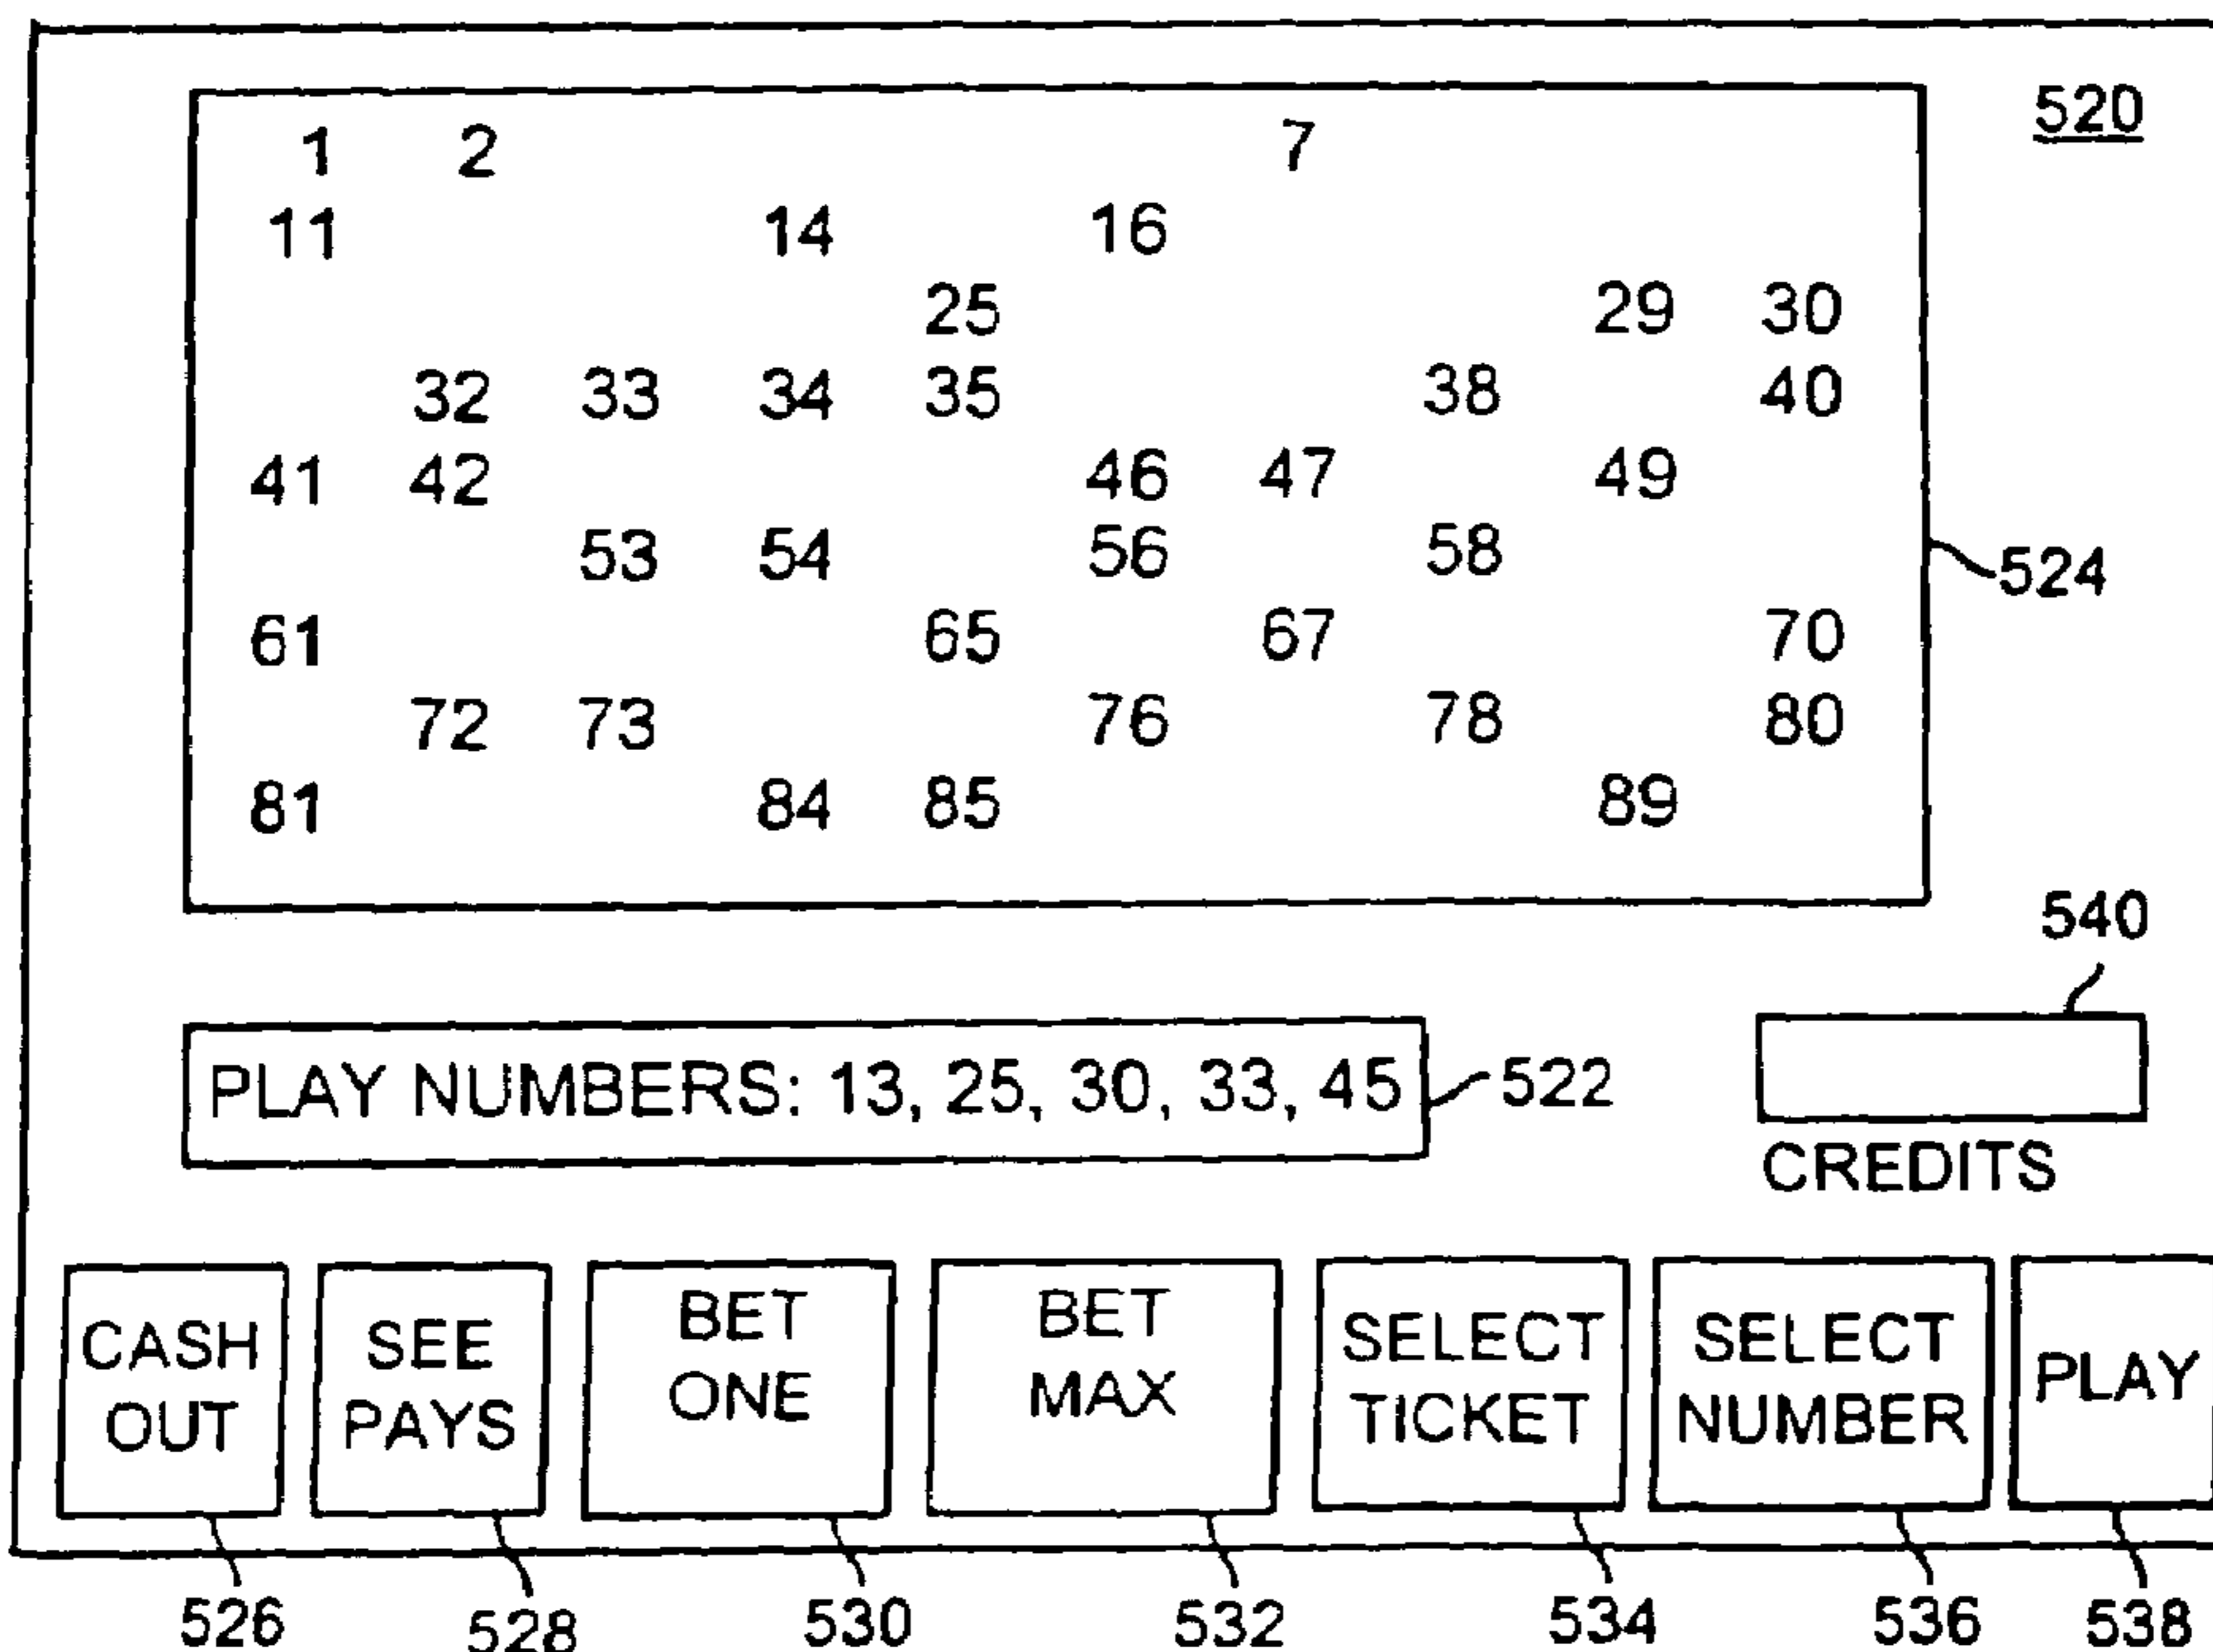 520
1 2 7
11 14 16
25 29 30
32 33 34 35 38 40
41 42 46 47 49
53 54 56 58
524
61 65 67 70
72 73 76 78 80
81 84 85 89
540
PLAY NUMBERS: 13, 25, 30, 33, 45
522
CREDITS
CASH OUT
SEE PAYS
BET ONE
BET MAX
SELECT TICKET
SELECT NUMBER
PLAY
526 528 530 532 534 536 538